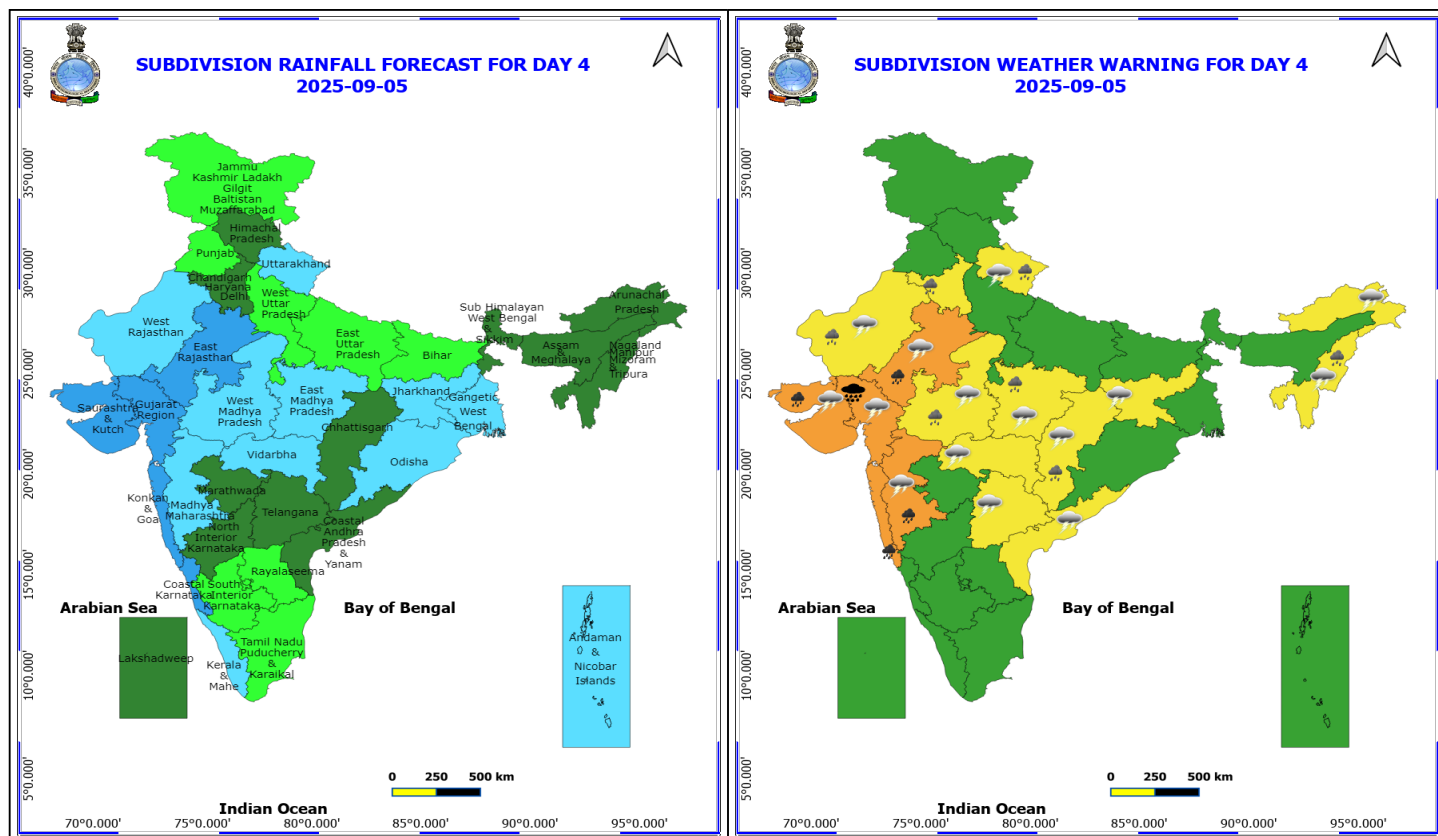 SUBDIVISION RAINFALL FORECAST FOR DAY 4
2025-09-05
40°0.000'
35°0.000'
30°0.000'
25°0.000'
20°0.000'
15°0.000'
10°0.000'
5°0.000'
Jammu
Kashmir Ladakh
Gilgit
Baltistan
Muzaffarabad
Himachal
Pradesh
Punjab
Uttarakhand
Chandigarh
Haryana
Delhi
West
Uttar
Pradesh
West
Rajasthan
East
Rajasthan
East
Uttar
Pradesh
Bihar
Sub Himalayan
West Bengal
&
Sikkim
Arunachal
Pradesh
Assam
&
Meghalaya
Nagaland
Manipur
Mizoram
&
Tripura
Saurashtra
&
Kutch
Gujarat
Region
West
Madhya
Pradesh
East
Madhya
Pradesh
Jharkhand
Gangetic
West
Bengal
Chhattisgarh
Odisha
Vidarbha
Konkan
&
Goa
Madhya
Maharashtra
Marathwada
Telangana
North
Interior
Karnataka
Coastal
Andhra
Pradesh
&
Yanam
Rayalaseema
Coastal
Karnataka
South
Interior
Karnataka
Tamil Nadu
Puducherry
&
Karaikal
Kerala
&
Mahe
Arabian Sea
Bay of Bengal
Lakshadweep
Andaman
&
Nicobar
Islands
0 250 500 km
Indian Ocean
70°0.000' 75°0.000' 80°0.000' 85°0.000' 90°0.000' 95°0.000'
SUBDIVISION WEATHER WARNING FOR DAY 4
2025-09-05
40°0.000'
35°0.000'
30°0.000'
25°0.000'
20°0.000'
15°0.000'
10°0.000'
5°0.000'
Arabian Sea
Bay of Bengal
0 250 500 km
Indian Ocean
70°0.000' 75°0.000' 80°0.000' 85°0.000' 90°0.000' 95°0.000'